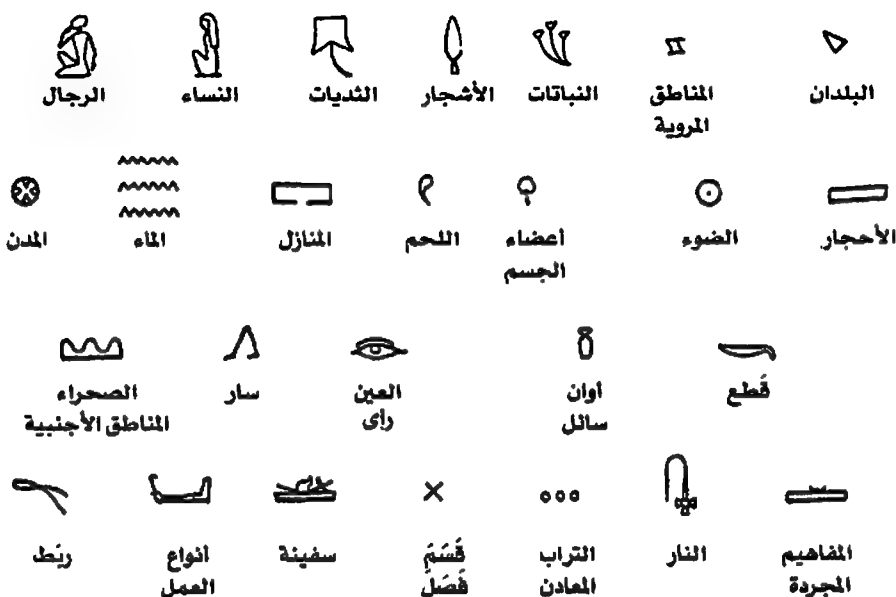 البلدان المناطق النباتات الأشجار الثديات النساء الرجال
المروية
الأحجار الضوء أعضاء اللحم المنازل الماء المدن
الجسم
قَطع أوان العين سار الصحراء
سائل رأى المناطق الأجنبية
المفاهيم النار التراب قَسَمَ سفينة أنواع ربَط
المجردة المعادن فَصَلَ العمل